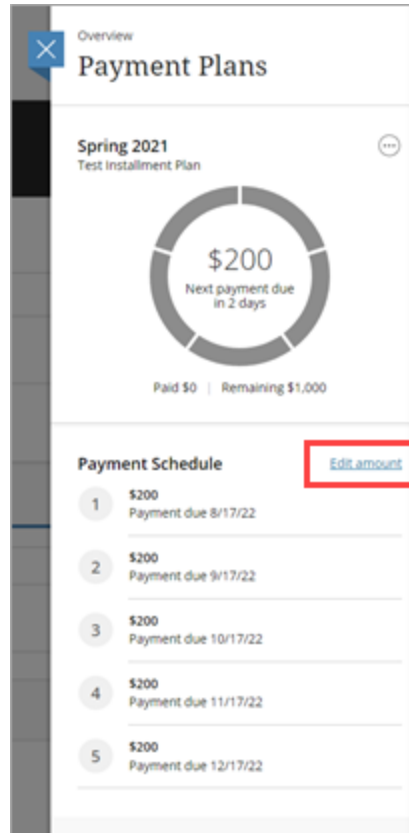 Overview
Payment Plans
Spring 2021
Test Installment Plan
$200
Next payment due
in 2 days
Paid $0 | Remaining $1,000
Payment Schedule
Edit amount
1
$200
Payment due 8/17/22
2
$200
Payment due 9/17/22
3
$200
Payment due 10/17/22
4
$200
Payment due 11/17/22
5
$200
Payment due 12/17/22